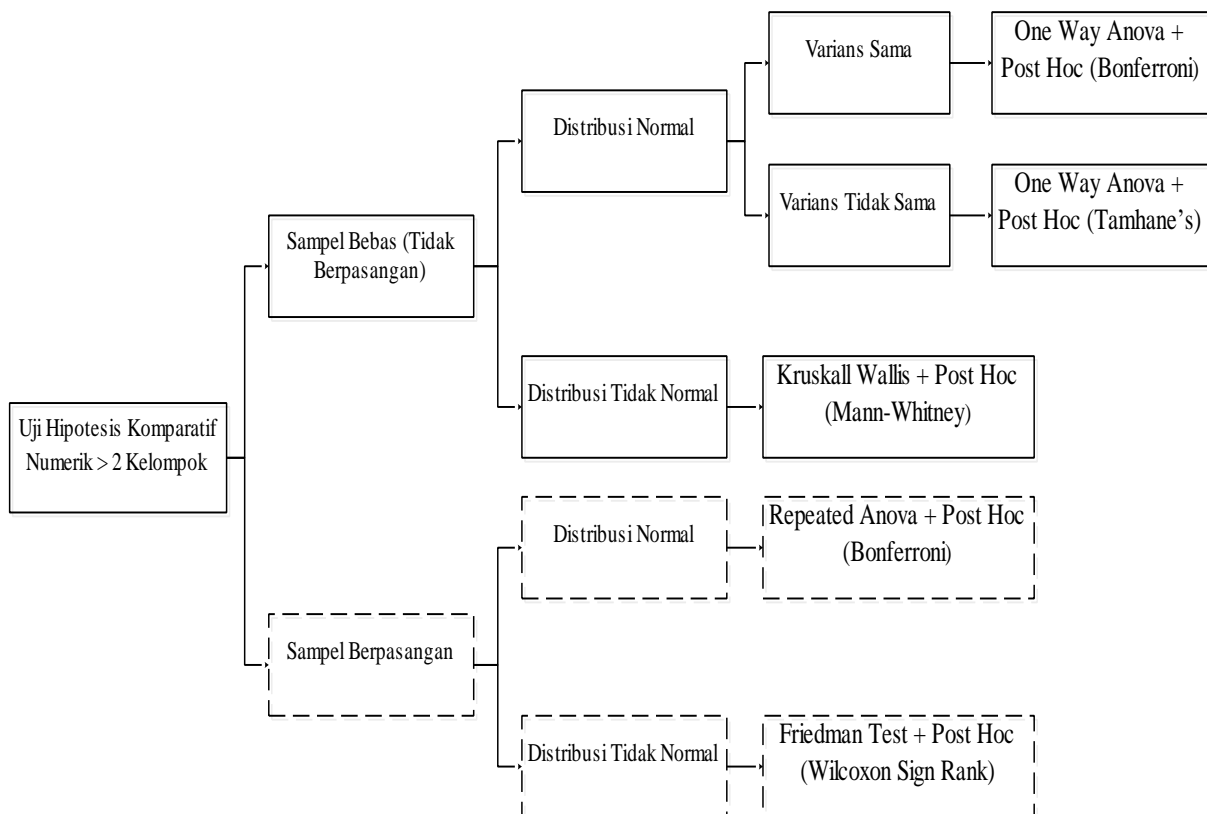 Varians Sama
One Way Anova +
Post Hoc (Bonferroni)
Distribusi Normal
Varians Tidak Sama
One Way Anova +
Post Hoc (Tamhane's)
Sampel Bebas (Tidak
Berpasangan)
Distribusi Tidak Normal
Kruskall Wallis + Post Hoc
(Mann-Whitney)
Uji Hipotesis Komparatif
Numerik > 2 Kelompok
Distribusi Normal
Repeated Anova + Post Hoc
(Bonferroni)
Sampel Berpasangan
Distribusi Tidak Normal
Friedman Test + Post Hoc
(Wilcoxon Sign Rank)